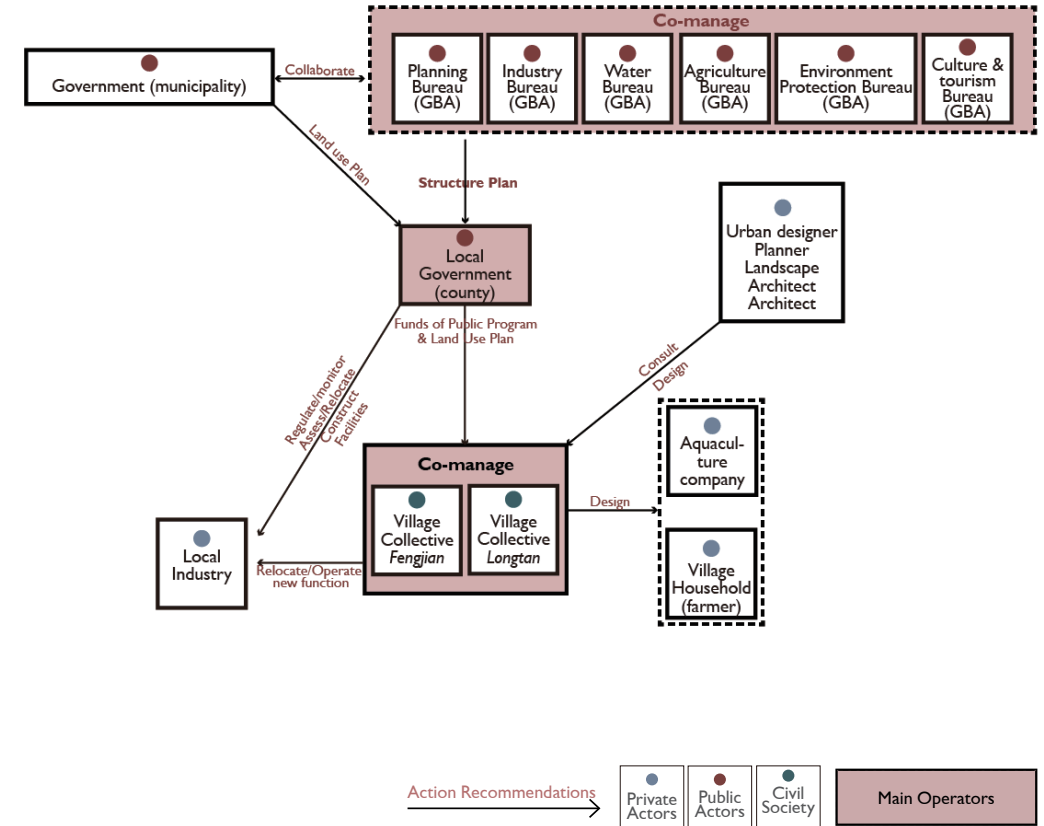 Co-manage
Government (municipality)
Collaborate
Planning
Bureau
(GBA)
Industry
Bureau
(GBA)
Water
Bureau
(GBA)
Agriculture
Bureau
(GBA)
Environment
Protection Bureau
(GBA)
Culture &
tourism
Bureau
(GBA)
Land use Plan
Structure Plan
Local
Government
(county)
Urban designer
Planner
Landscape
Architect
Architect
Funds of Public Program
& Land Use Plan
Regulate/monitor
Assess/Relocate
Construct
Facilities
Consult
Design
Co-manage
Village
Collective
Fengjian
Village
Collective
Longtan
Design
Aquacul-
ture
company
Village
Household
(farmer)
Local
Industry
Relocate/Operate
new function
Action Recommendations
Private
Actors
Public
Actors
Civil
Society
Main Operators